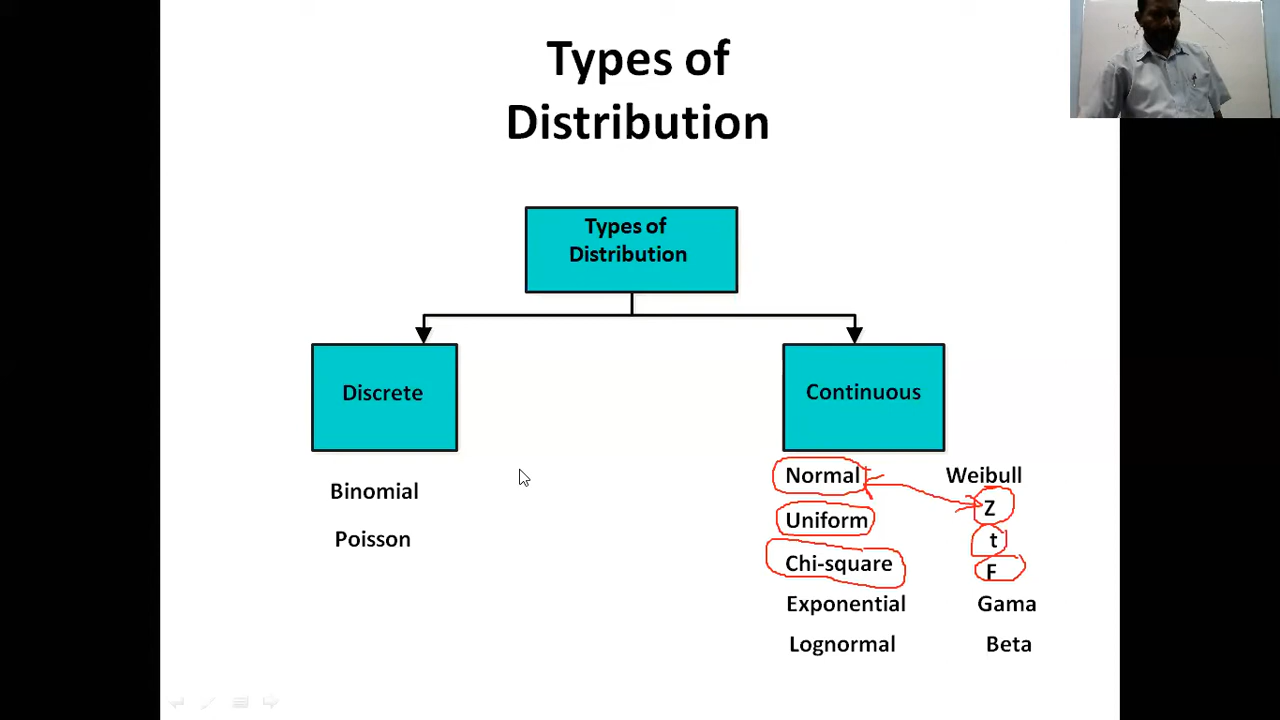 Types of
Distribution
Types of
Distribution
Discrete
Continuous
Binomial
Poisson
Normal
Uniform
Chi-square
Exponential
Lognormal
Weibull
Z
t
F
Gama
Beta